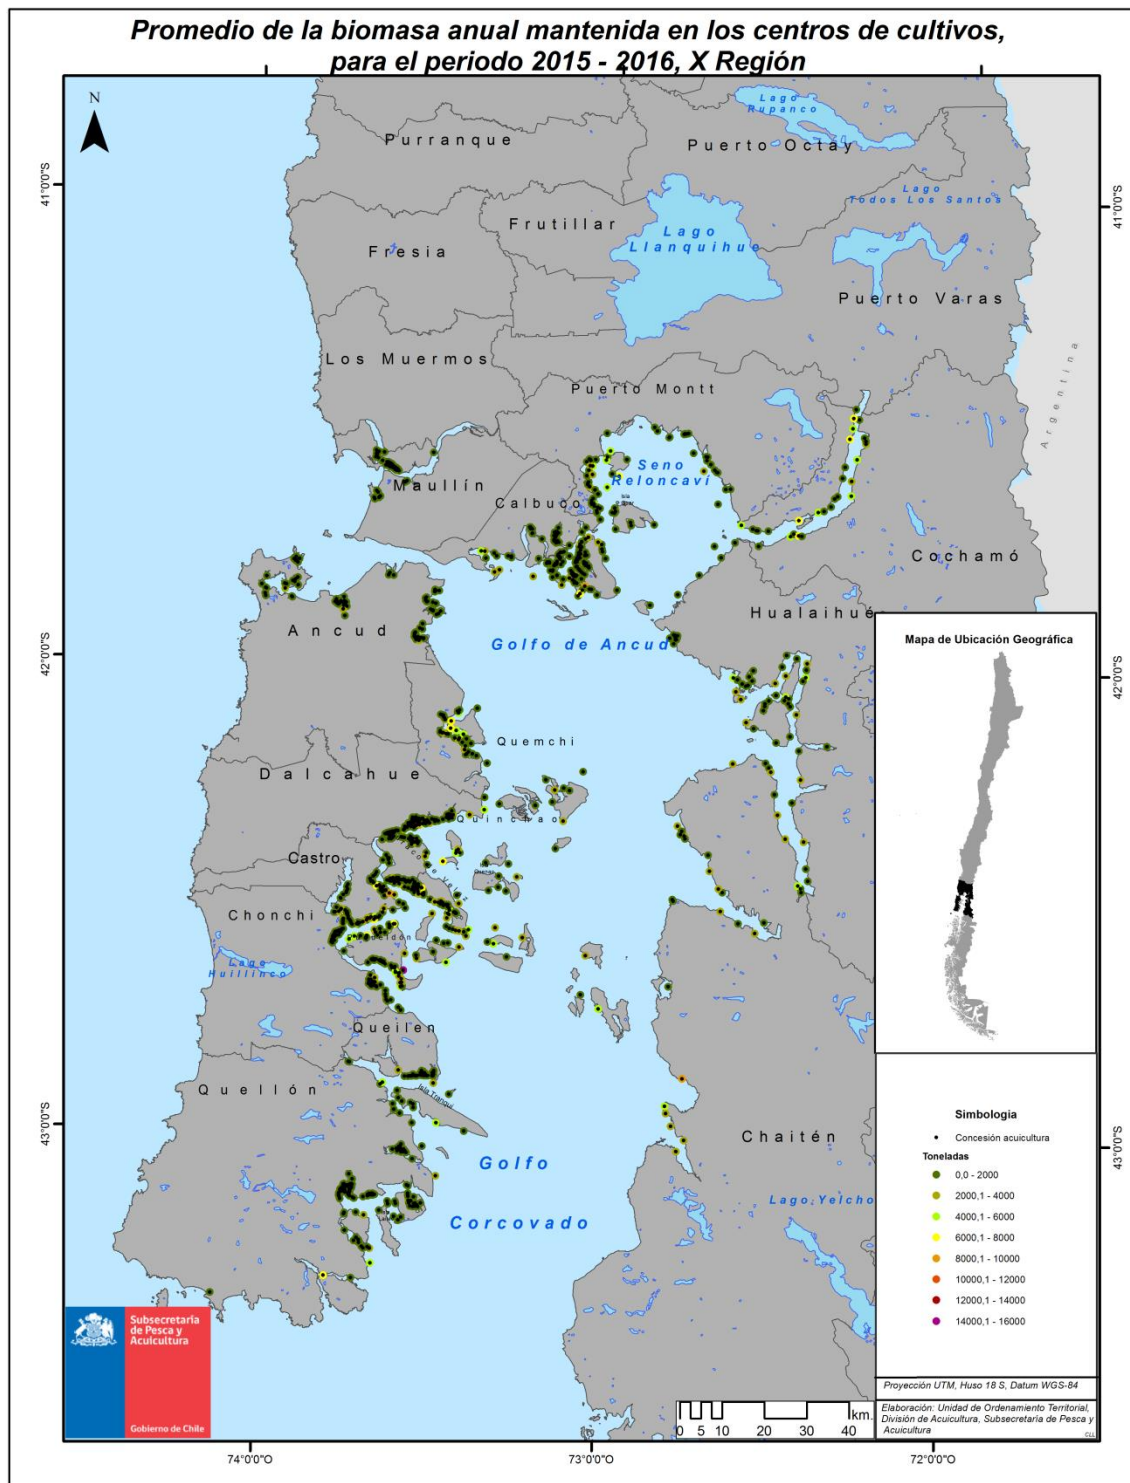 Promedio de la biomasa anual mantenida en los centros de cultivos,
para el periodo 2015 - 2016, X Región
N
Lago
Rupanco
Purranque
Puerto Octay
41°0'0"S
41°0'0"S
Lago
Todos Los Santos
Frutillar
Lago
Llanquihue
Fresia
Puerto Varas
Los Muermos
Argentina
Puerto Montt
Seno
Reloncaví
Maullín
Calbuco
Isla
Cochamó
Hualaihué
Ancud
Golfo de Ancud
Mapa de Ubicación Geográfica
42°0'0"S
42°0'0"S
Quemchi
Dalcahue
Quinchao
Castro
Chonchi
Lago
Huillinco
Queilen
Quellón
Isla Tranqui
43°0'0"S
43°0'0"S
Chaitén
Golfo
Corcovado
Lago Yelcho
Simbologia
Concesión acuicultura
Toneladas
0,0 - 2000
2000,1 - 4000
4000,1 - 6000
6000,1 - 8000
8000,1 - 10000
10000,1 - 12000
12000,1 - 14000
14000,1 - 16000
Subsecretaría
de Pesca y
Acuicultura
Gobierno de Chile
Proyección UTM, Huso 18 S, Datum WGS-84
km.
0 5 10 20 30 40
Elaboración: Unidad de Ordenamiento Territorial,
División de Acuicultura, Subsecretaría de Pesca y
Acuicultura
CLL
74°0'0"O
73°0'0"O
72°0'0"O